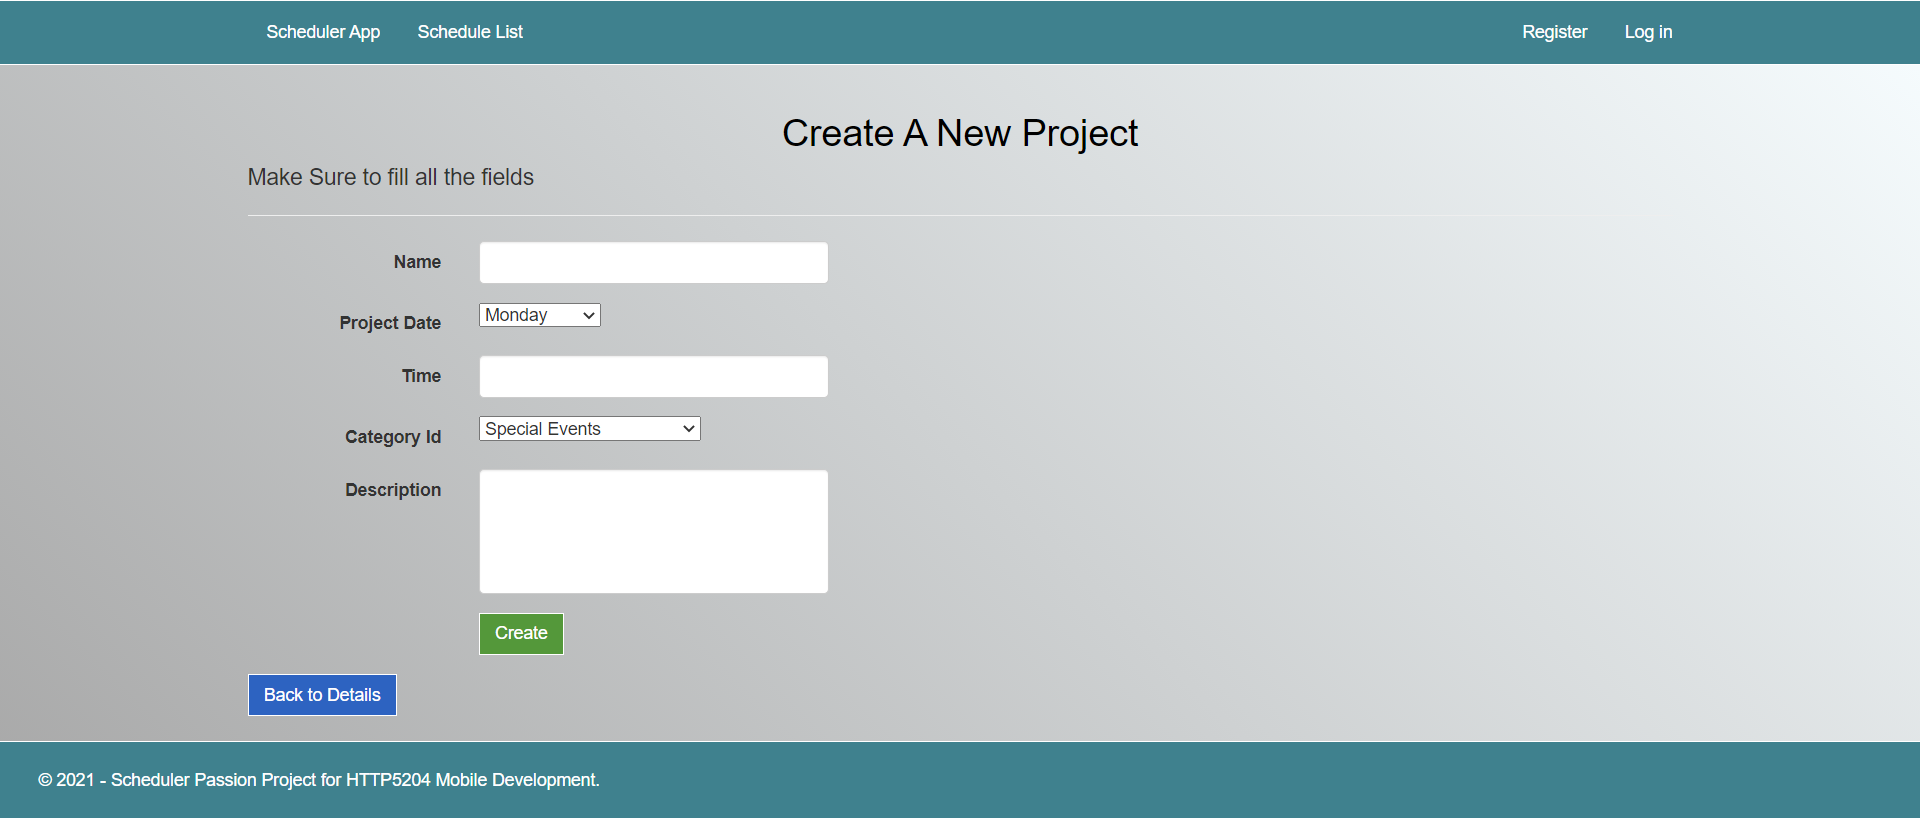 Scheduler App Schedule List Register Log in
Create A New Project
Make Sure to fill all the fields
Name
Project Date Monday
Time
Category Id Special Events
Description
Create
Back to Details
© 2021 - Scheduler Passion Project for HTTP5204 Mobile Development.